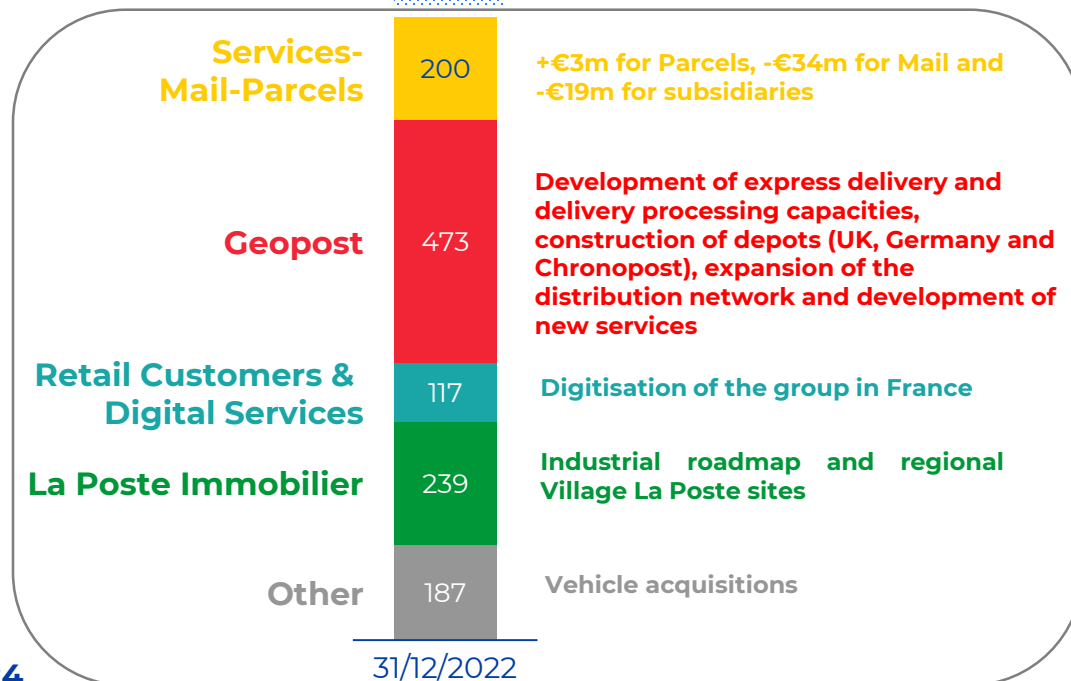 Services-
Mail-Parcels
200
+€3m for Parcels, -€34m for Mail and
-€19m for subsidiaries
Geopost
473
Development of express delivery and
delivery processing capacities,
construction of depots (UK, Germany and
Chronopost), expansion of the
distribution network and development of
new services
Retail Customers &
Digital Services
117
Digitisation of the group in France
La Poste Immobilier
239
Industrial roadmap and regional
Village La Poste sites
Other
187
Vehicle acquisitions
31/12/2022